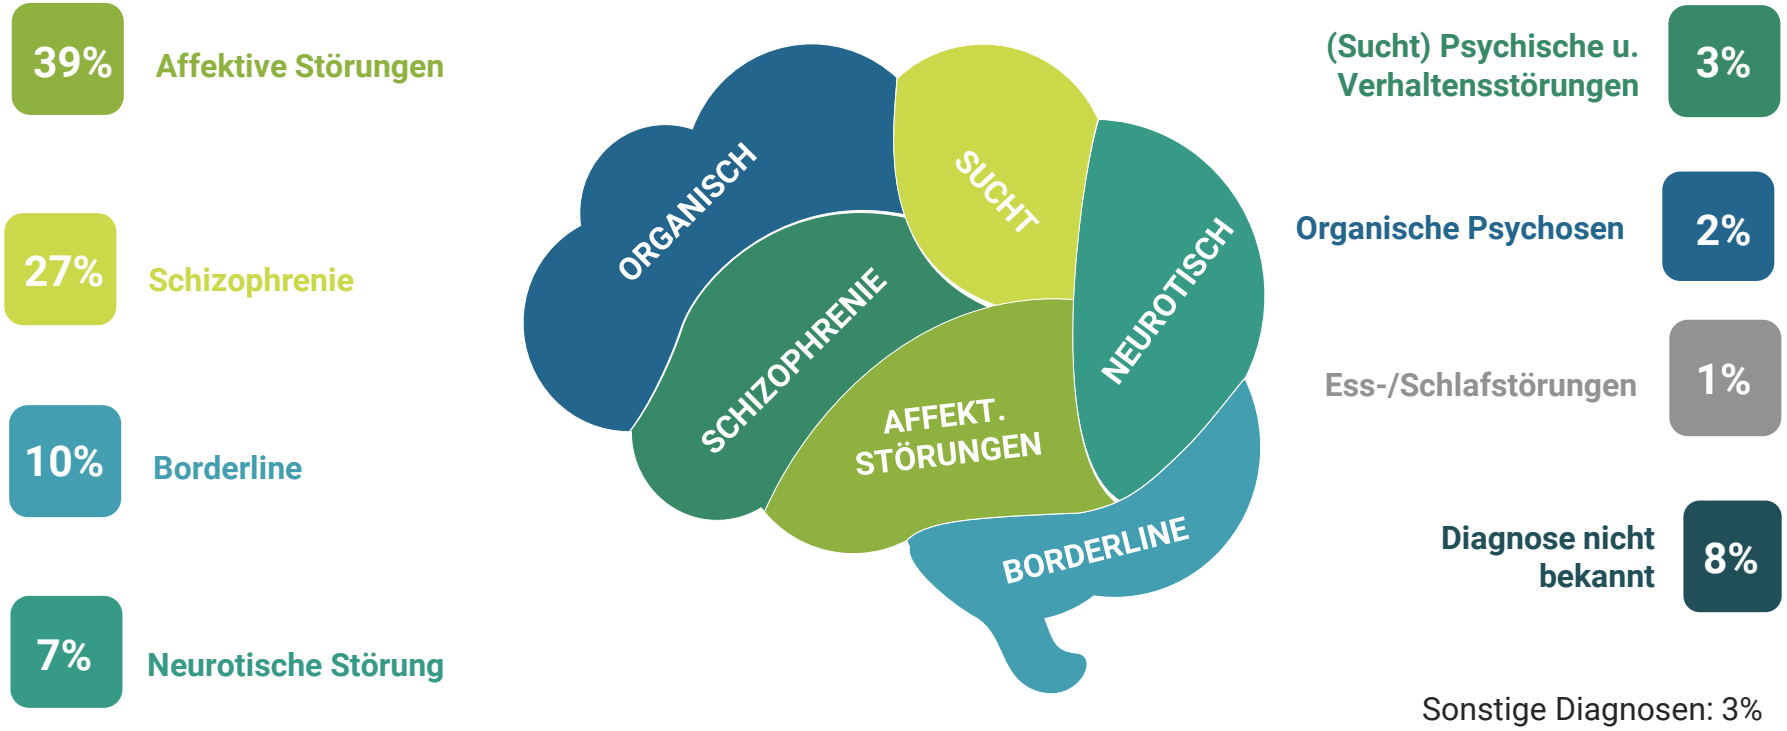 39%
Affektive Störungen
27%
Schizophrenie
10%
Borderline
7%
Neurotische Störung
ORGANISCH
SUCHT
NEUROTISCH
SCHIZOPHRENIE
AFFEKT.
STÖRUNGEN
BORDERLINE
(Sucht) Psychische u.
Verhaltensstörungen
3%
Organische Psychosen
2%
Ess-/Schlafstörungen
1%
Diagnose nicht
bekannt
8%
Sonstige Diagnosen: 3%